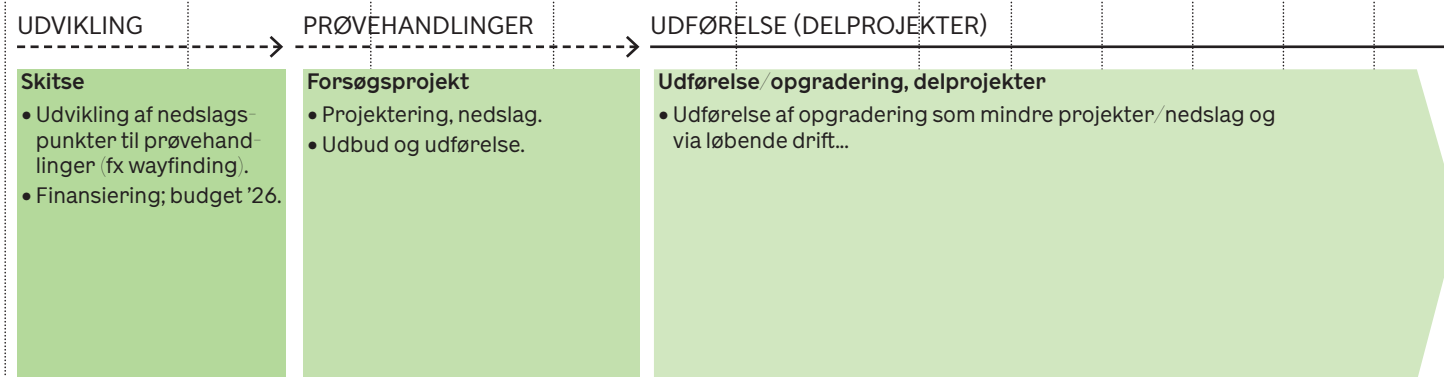 UDVIKLING
PRØVEHANDLINGER
UDFØRELSE (DELPROJEKTER)
Skitse
• Udvikling af nedslags-
punkter til prøvehand-
linger (fx wayfinding).
• Finansiering; budget ’26.
Forsøgsprojekt
• Projektering, nedslag.
• Udbud og udførelse.
Udførelse/opgradering, delprojekter
• Udførelse af opgradering som mindre projekter/nedslag og
via løbende drift...